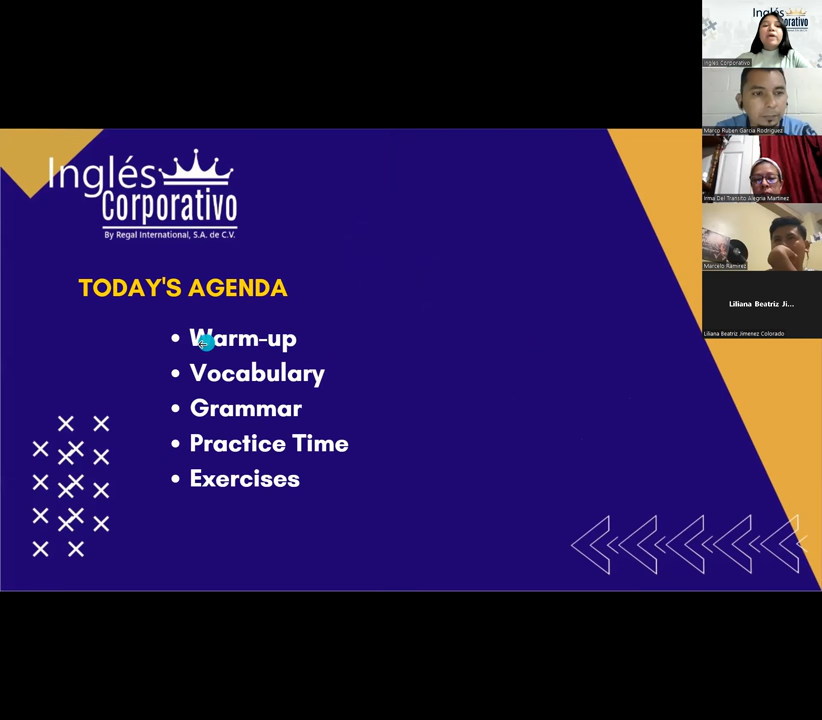 Inglés
Corporativo
By Regal International, S.A. de C.V.
TODAY'S AGENDA
• Warm-up
• Vocabulary
• Grammar
• Practice Time
• Exercises
Inglés
Inglés Corporativo
Marco Ruben Garcia Rodriguez
Irma Del Transito Alegria Martinez
Marcelo Ramirez
Liliana Beatriz Ji...
Liliana Beatriz Jimenez Colorado